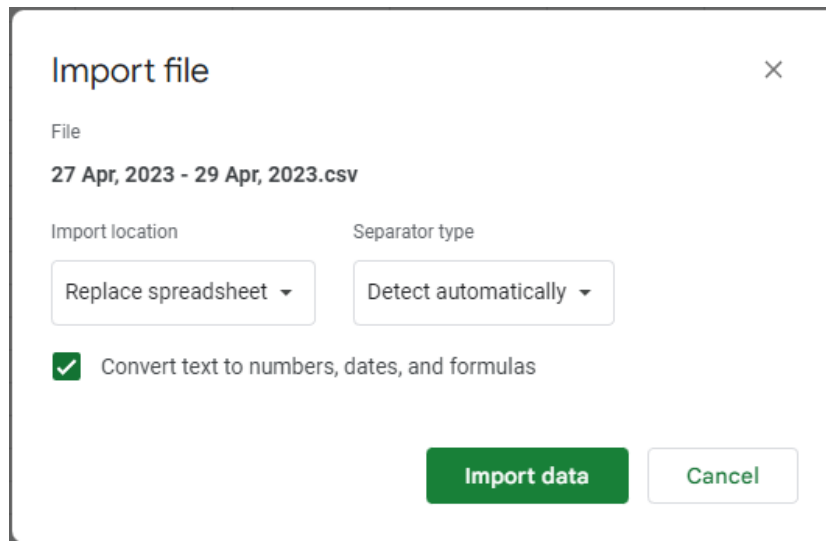 Import file
File
27 Apr, 2023 - 29 Apr, 2023.csv
Import location
Separator type
Replace spreadsheet
Detect automatically
Convert text to numbers, dates, and formulas
Import data
Cancel